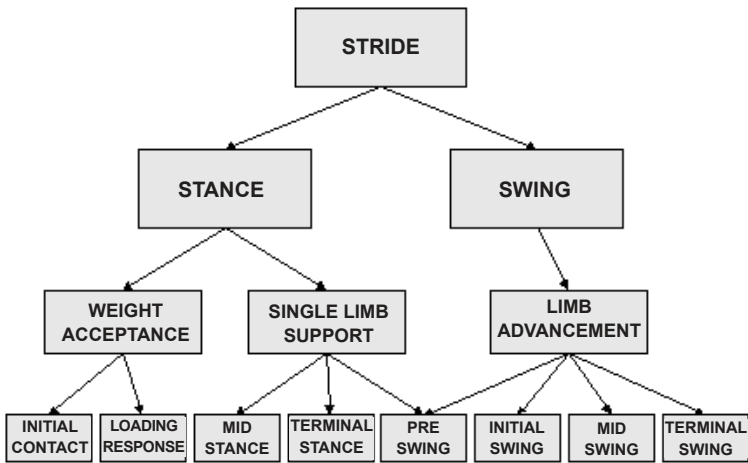 STRIDE
STANCE
SWING
WEIGHT
ACCEPTANCE
SINGLE LIMB
SUPPORT
LIMB
ADVANCEMENT
INITIAL
CONTACT
LOADING
RESPONSE
MID
STANCE
TERMINAL
STANCE
PRE
SWING
INITIAL
SWING
MID
SWING
TERMINAL
SWING